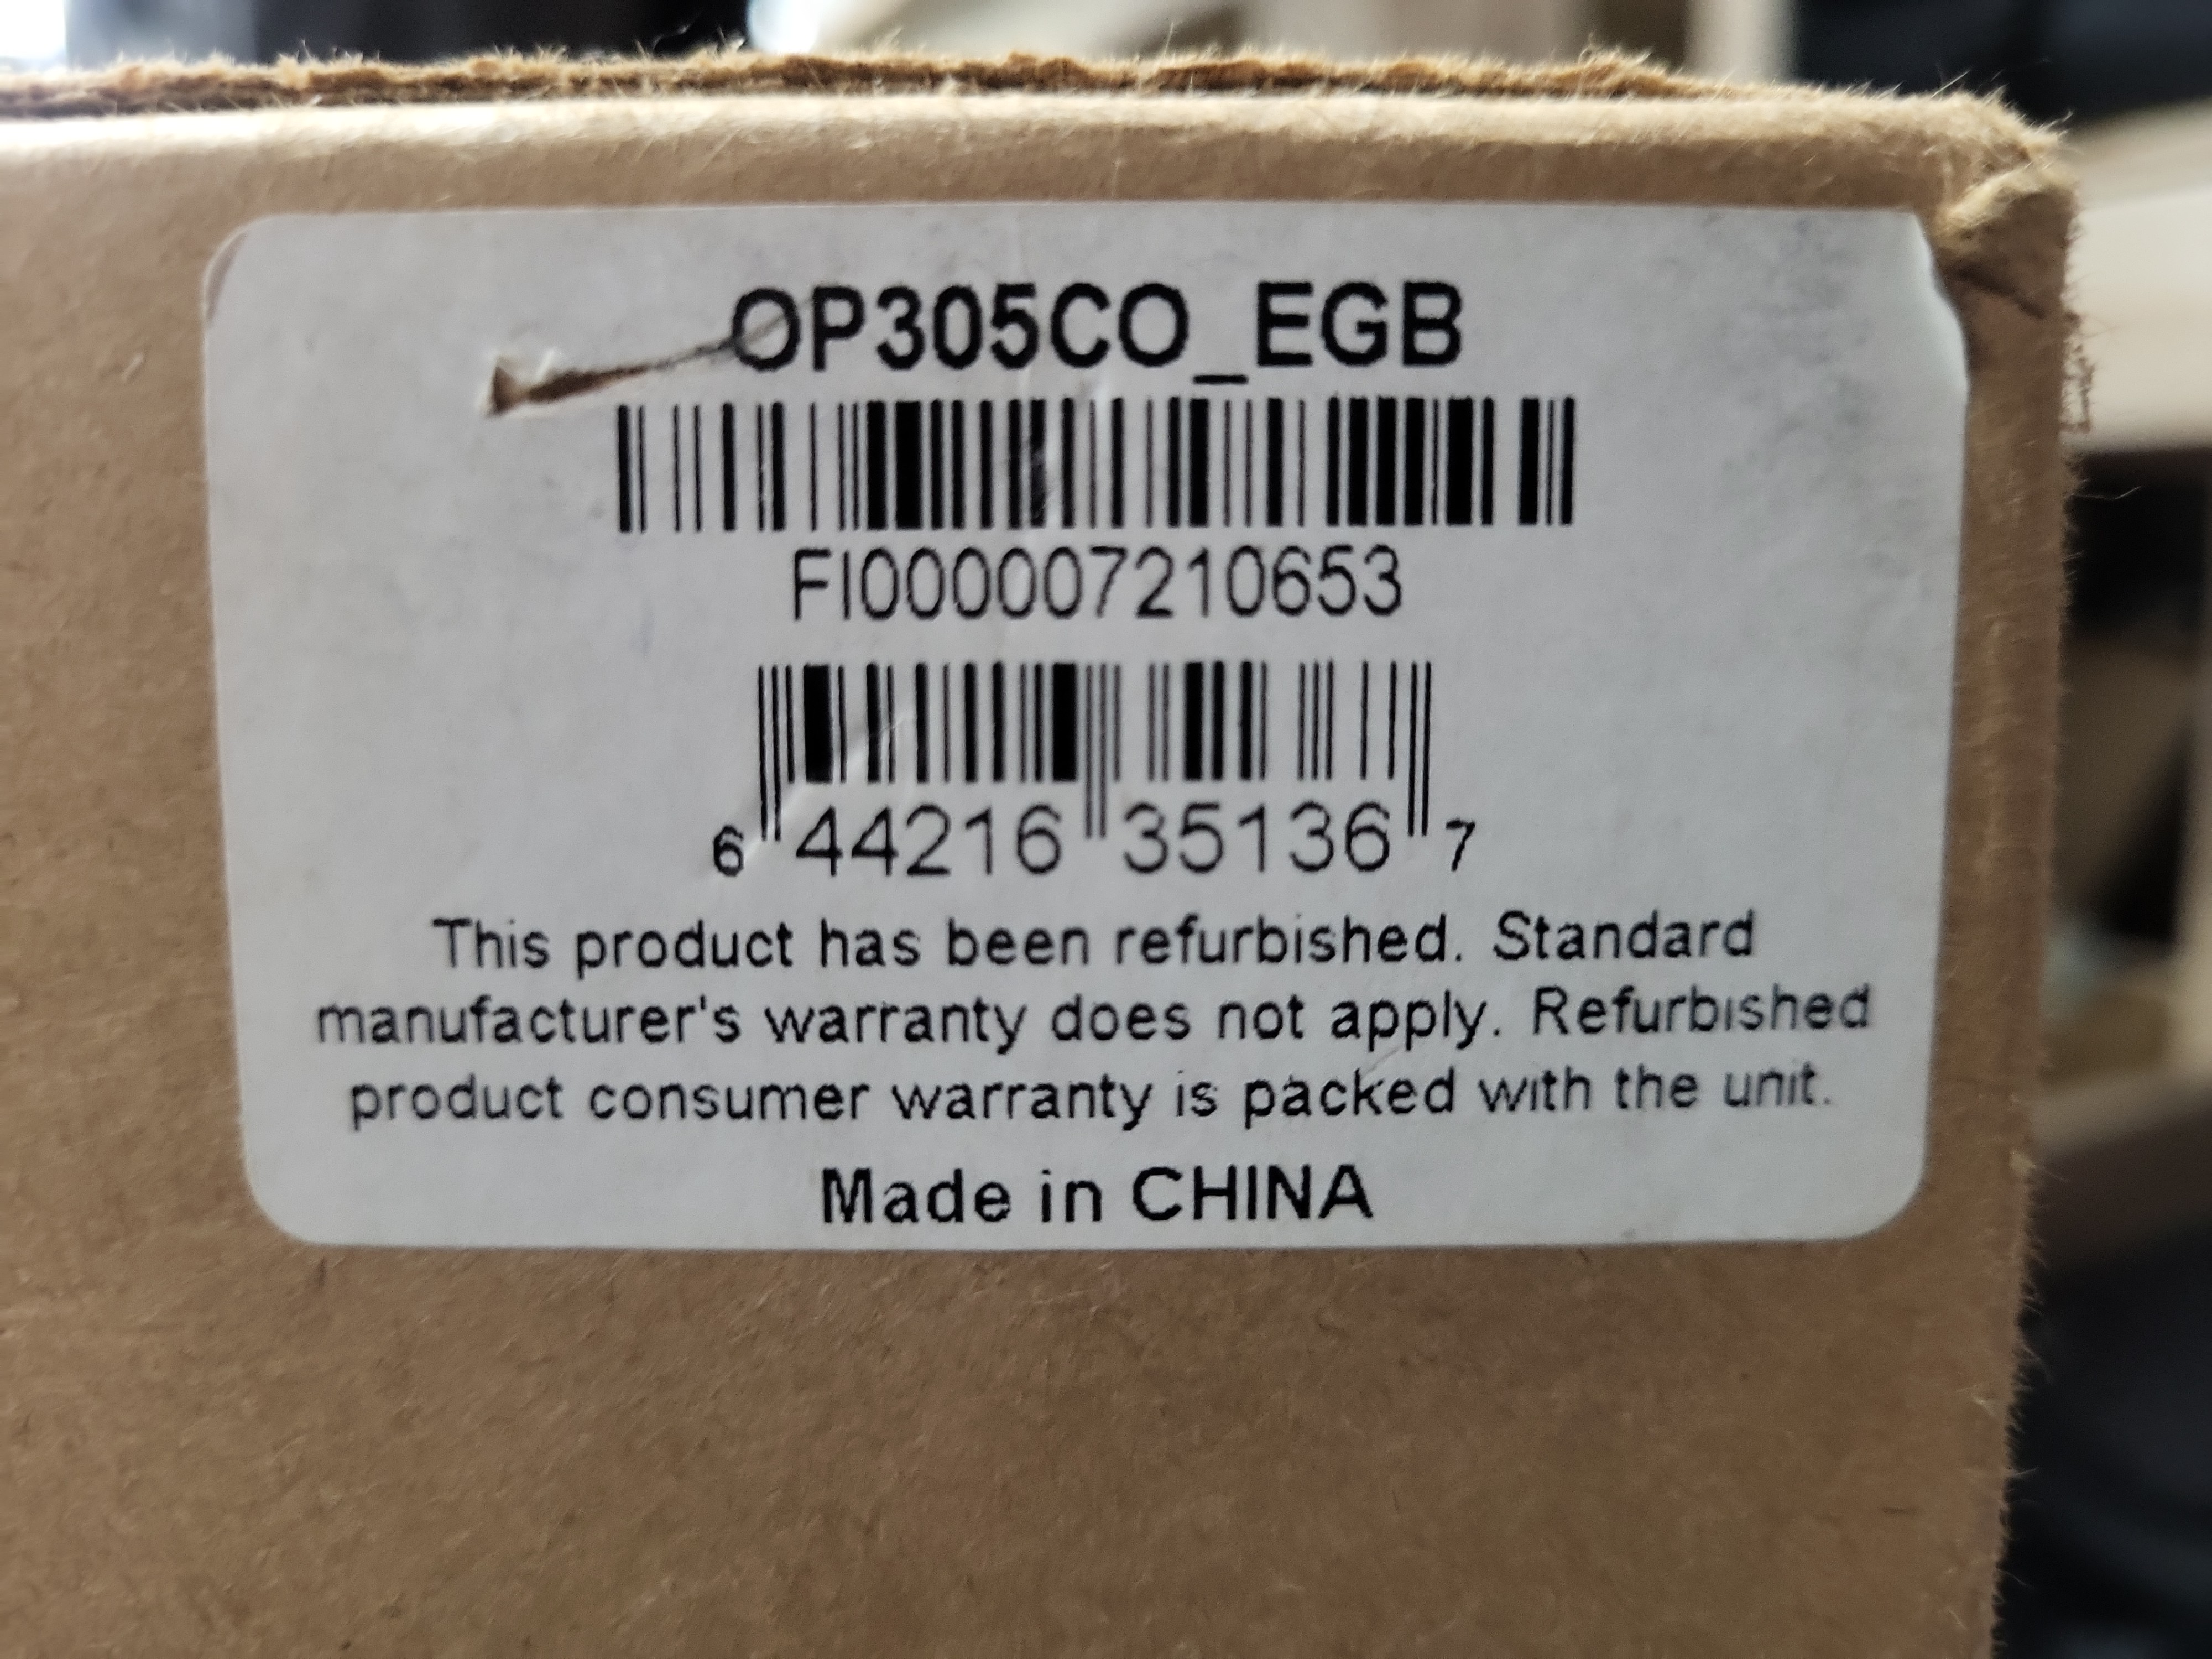 OP305CO_EGB
FI000007210653
6 44216 35136 7
This product has been refurbished. Standard
manufacturer's warranty does not apply. Refurbished
product consumer warranty is packed with the unit.
Made in CHINA